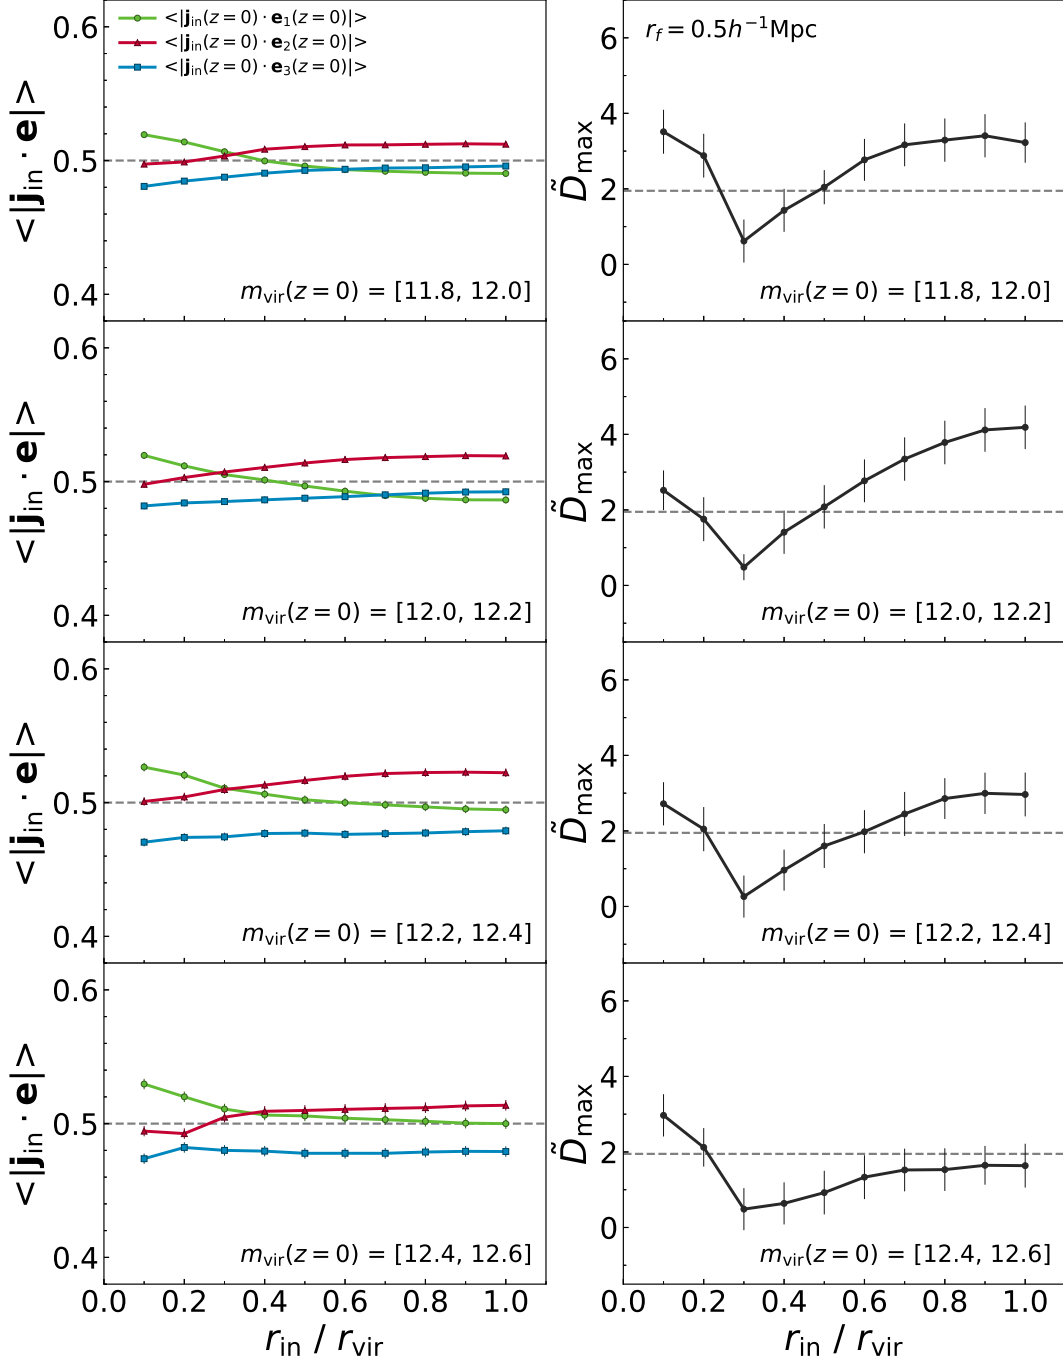 <|j_in(z=0) · e_1(z=0)|>
<|j_in(z=0) · e_2(z=0)|>
<|j_in(z=0) · e_3(z=0)|>
0.6
0.5
0.4
<|j_in · e|>
m_vir(z=0) = [11.8, 12.0]
r_f = 0.5h^{-1}Mpc
6
4
2
0
D̃_max
m_vir(z=0) = [11.8, 12.0]
0.6
0.5
0.4
<|j_in · e|>
m_vir(z=0) = [12.0, 12.2]
6
4
2
0
D̃_max
m_vir(z=0) = [12.0, 12.2]
0.6
0.5
0.4
<|j_in · e|>
m_vir(z=0) = [12.2, 12.4]
6
4
2
0
D̃_max
m_vir(z=0) = [12.2, 12.4]
0.6
0.5
0.4
<|j_in · e|>
m_vir(z=0) = [12.4, 12.6]
6
4
2
0
D̃_max
m_vir(z=0) = [12.4, 12.6]
0.0 0.2 0.4 0.6 0.8 1.0
r_in / r_vir
0.0 0.2 0.4 0.6 0.8 1.0
r_in / r_vir